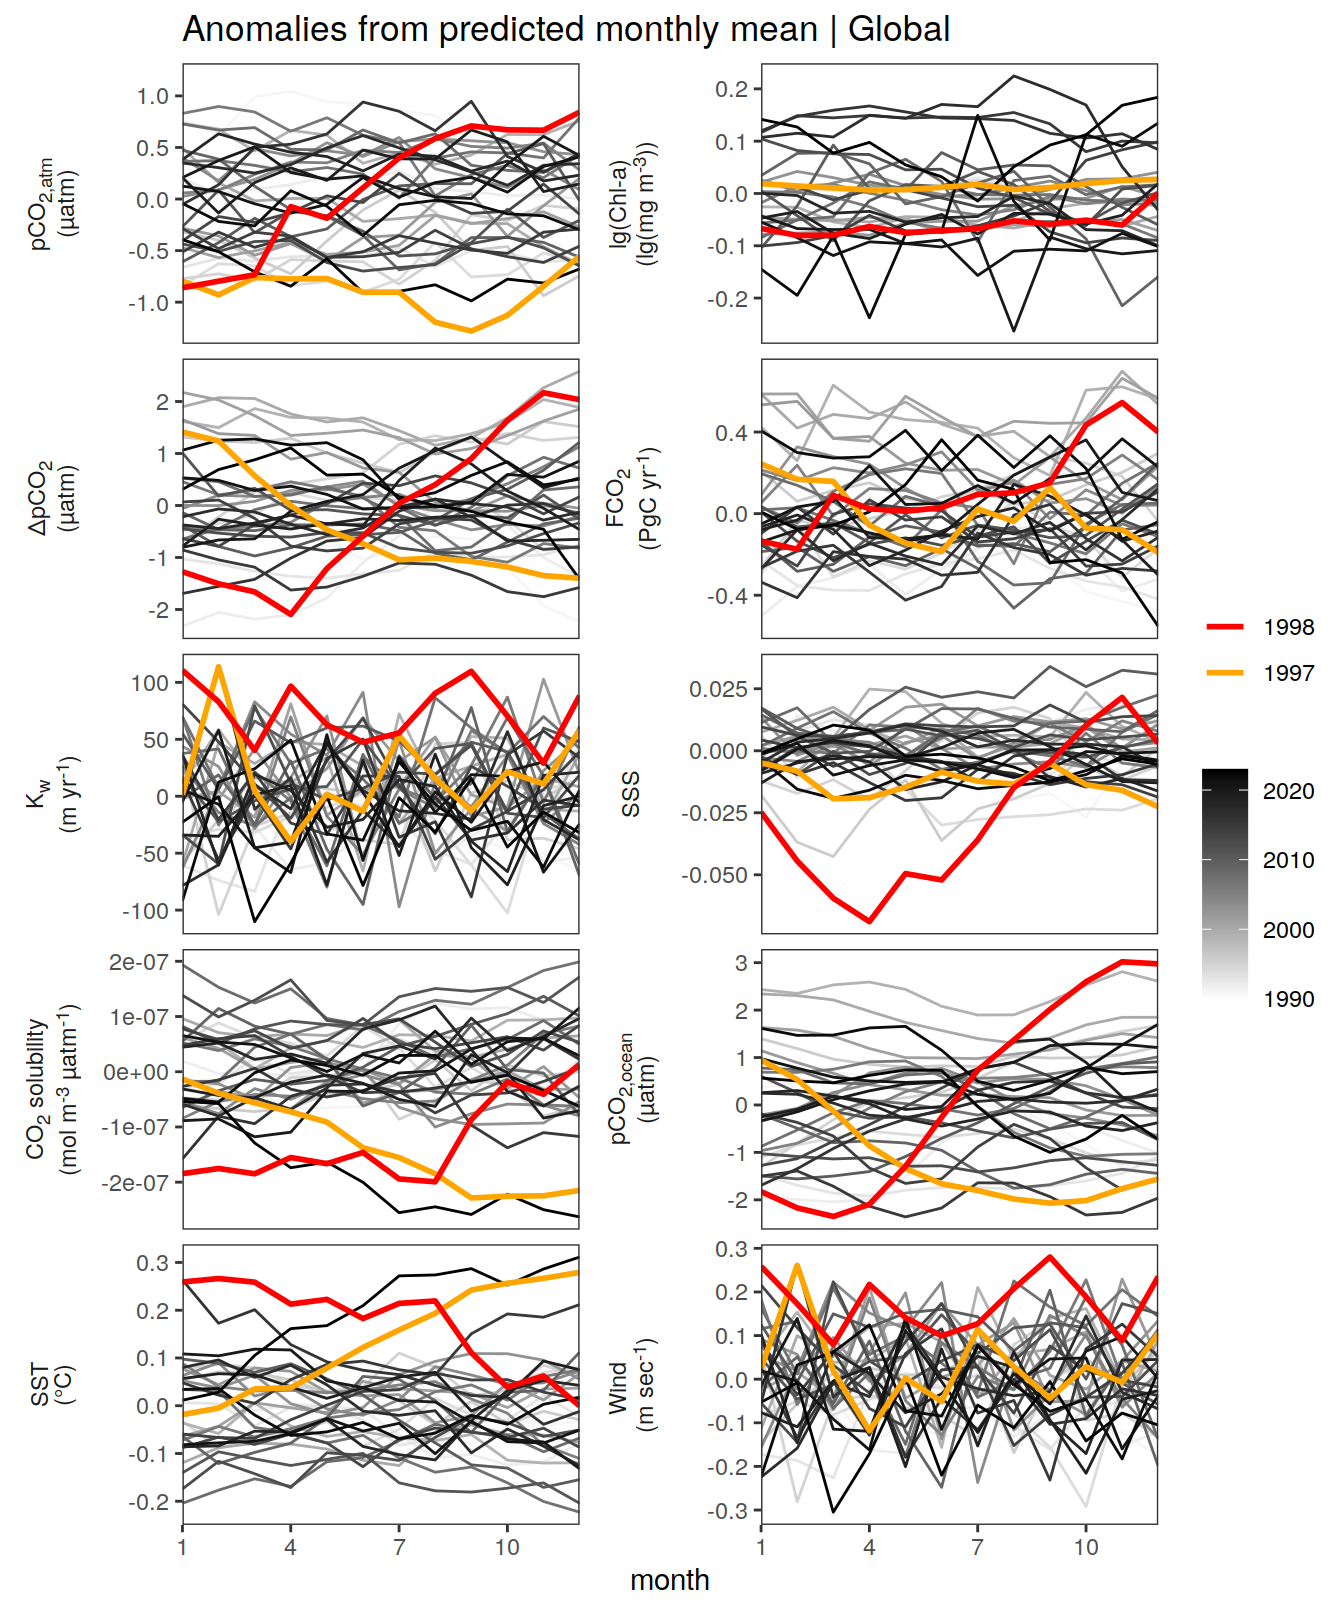 Anomalies from predicted monthly mean | Global
pCO2,atm
(µatm)
1.0
0.5
0.0
-0.5
-1.0
lg(Chl-a)
(lg(mg m-3))
0.2
0.1
0.0
-0.1
-0.2
ΔpCO2
(µatm)
2
1
0
-1
-2
FCO2
(PgC yr-1)
0.4
0.0
-0.4
Kw
(m yr-1)
100
50
0
-50
-100
SSS
0.025
0.000
-0.025
-0.050
CO2 solubility
(mol m-3 µatm-1)
2e-07
1e-07
0e+00
-1e-07
-2e-07
pCO2,ocean
(µatm)
3
2
1
0
-1
-2
SST
(°C)
0.3
0.2
0.1
0.0
-0.1
-0.2
1 4 7 10
Wind
(m sec-1)
0.3
0.2
0.1
0.0
-0.1
-0.2
-0.3
1 4 7 10
month
1998
1997
2020
2010
2000
1990